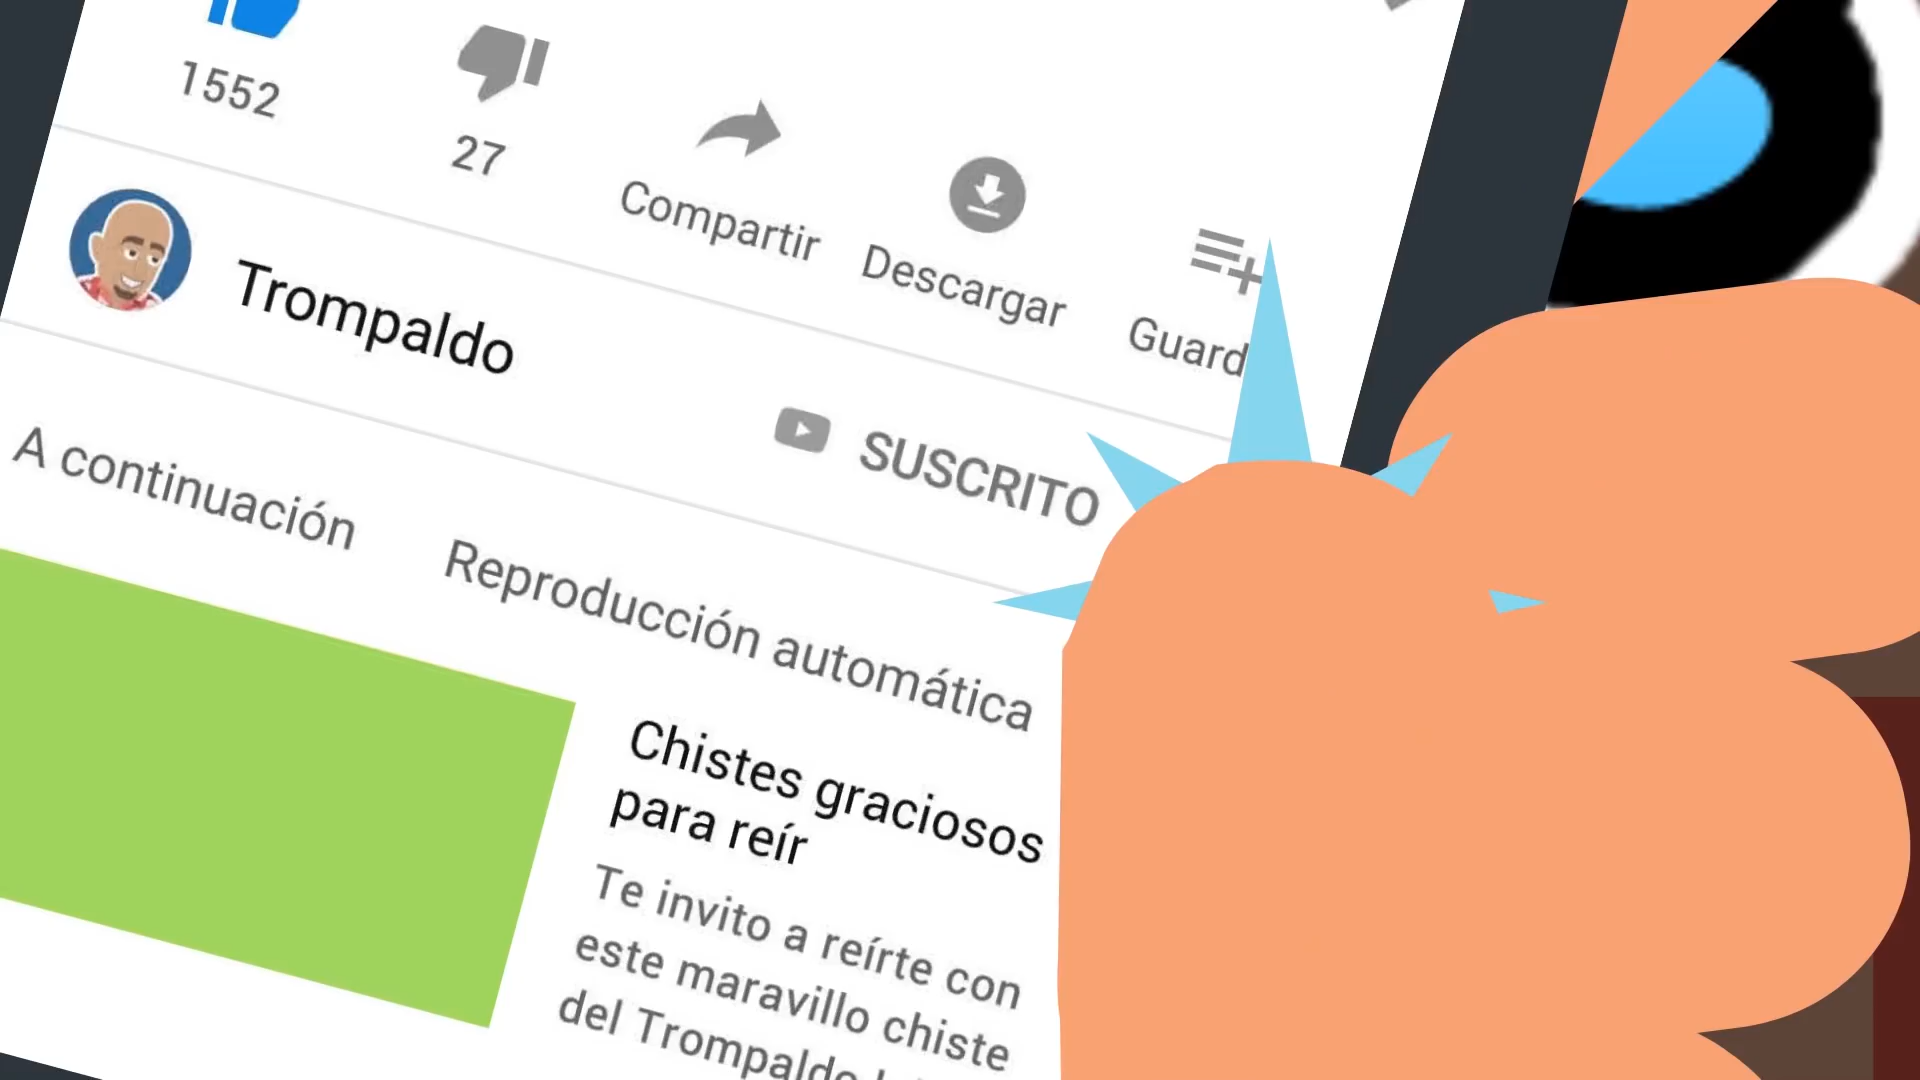 1552
27
Compartir
Descargar
Guard
Trompaldo
SUSCRITO
A continuación
Reproducción automática
Chistes graciosos
para reír
Te invito a reírte con
este maravillo chiste
del Trompaldo